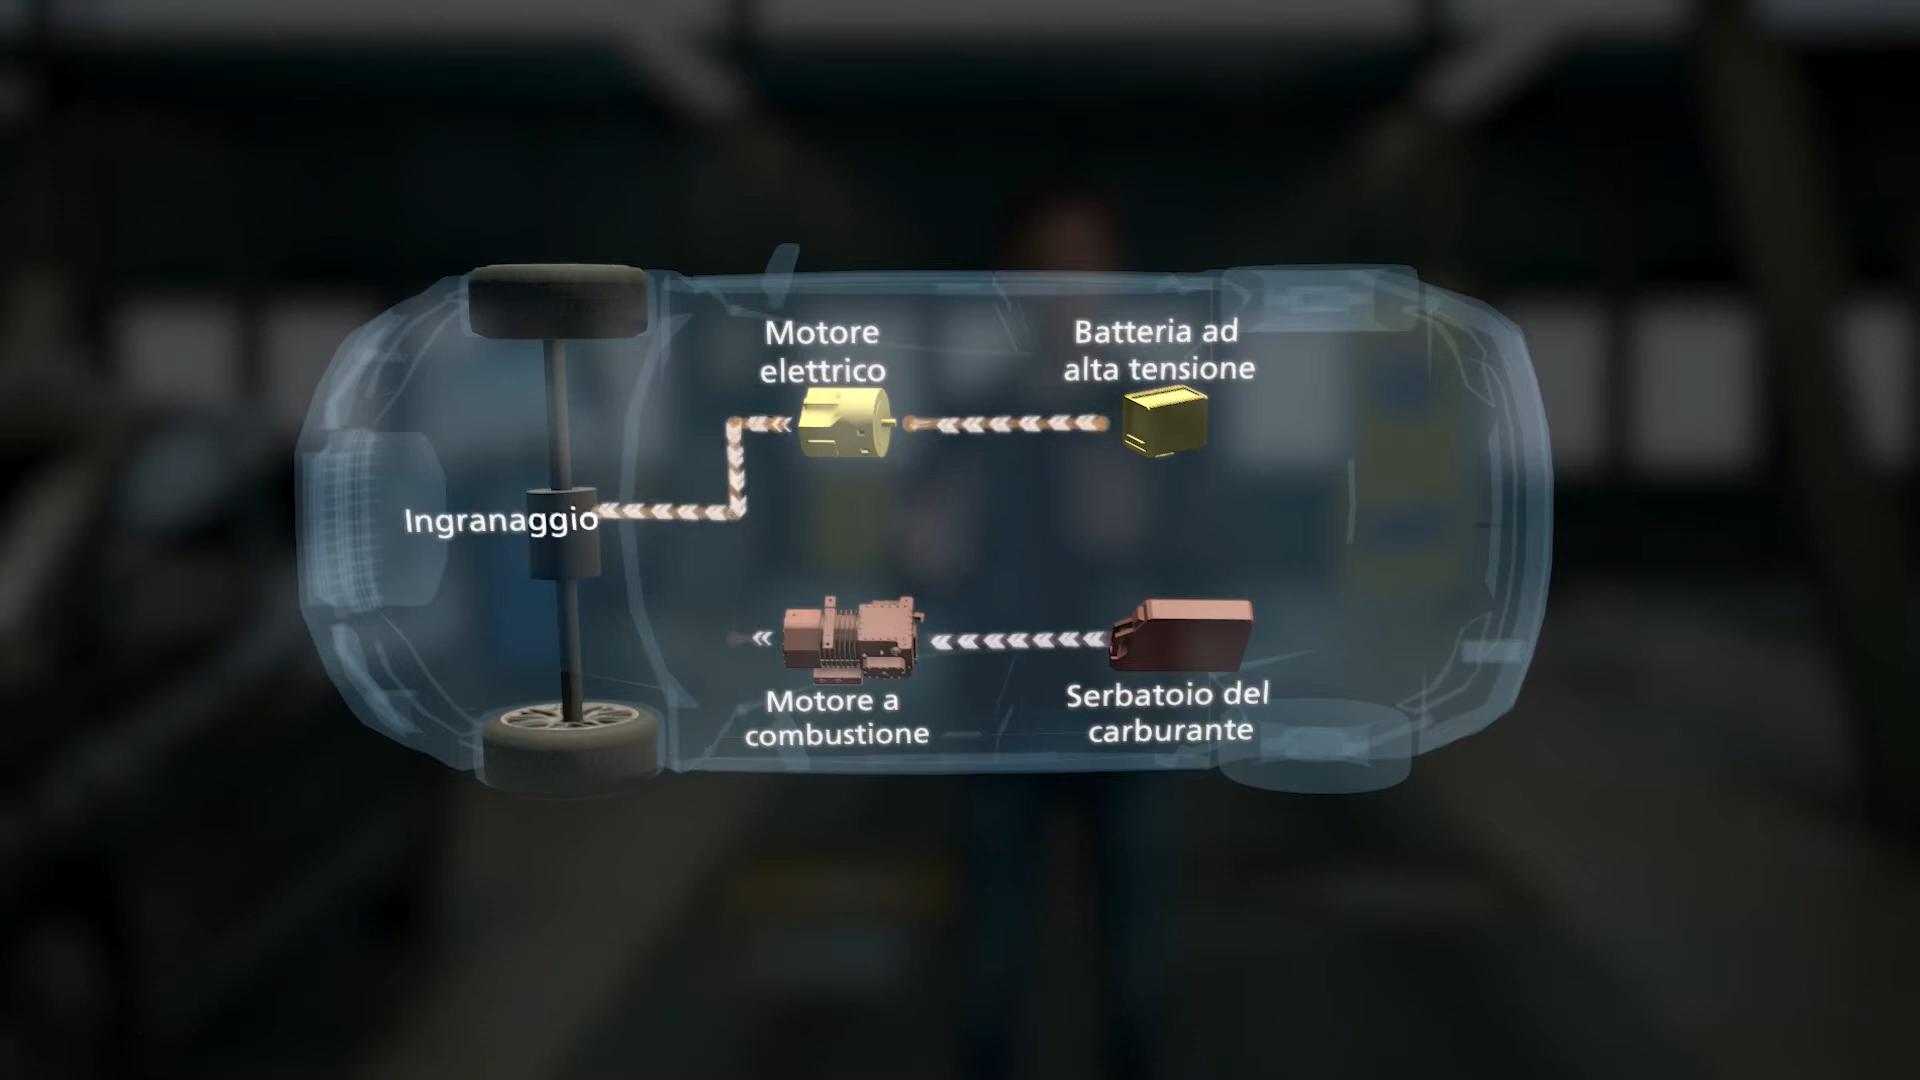 Motore
elettrico
Batteria ad
alta tensione
Ingranaggio
Motore a
combustione
Serbatoio del
carburante